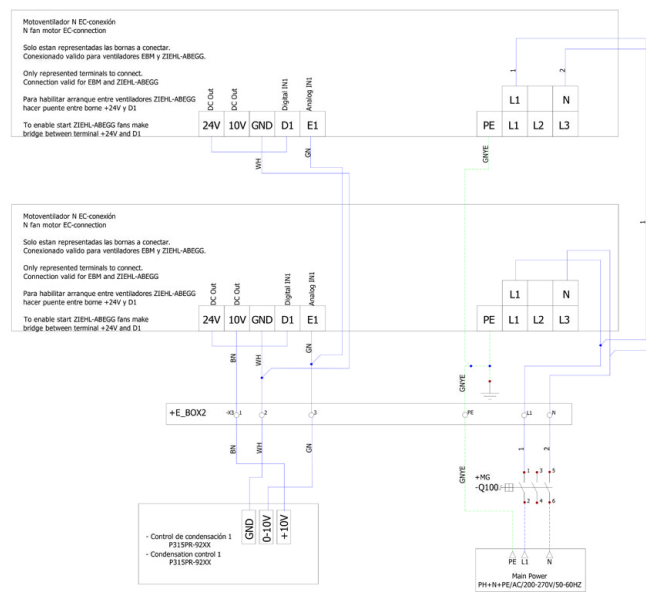 Motoventilador N EC-conexión
N fan motor EC-connection
Solo estan representadas las bornas a conectar.
Conexionado valido para ventiladores EBM y ZIEHL-ABEGG.
Only represented terminals to connect.
Connection valid for EBM and ZIEHL-ABEGG
Para habilitar arranque entre ventiladores ZIEHL-ABEGG
hacer puente entre borne +24V y D1
To enable start ZIEHL-ABEGG fans make
bridge between terminal +24V and D1
DC Out
DC Out
Digital IN1
Analog IN1
24V 10V GND D1 E1
WH
GN
1
2
L1 N
PE L1 L2 L3
GNYE
1
Motoventilador N EC-conexión
N fan motor EC-connection
Solo estan representadas las bornas a conectar.
Conexionado valido para ventiladores EBM y ZIEHL-ABEGG.
Only represented terminals to connect.
Connection valid for EBM and ZIEHL-ABEGG
Para habilitar arranque entre ventiladores ZIEHL-ABEGG
hacer puente entre borne +24V y D1
To enable start ZIEHL-ABEGG fans make
bridge between terminal +24V and D1
DC Out
DC Out
Digital IN1
Analog IN1
24V 10V GND D1 E1
L1 N
PE L1 L2 L3
BN
WH
GN
GNYE
+E_BOX2 -X3 1 2 3 PE L1 N
BN
WH
GN
GNYE
1
2
+MG
-Q100
1 3 5
2 4 6
GND
0-10V
+10V
- Control de condensación 1
P315PR-92XX
- Condensation control 1
P315PR-92XX
PE L1 N
Main Power
PH+N+PE/AC/200-270V/50-60HZ